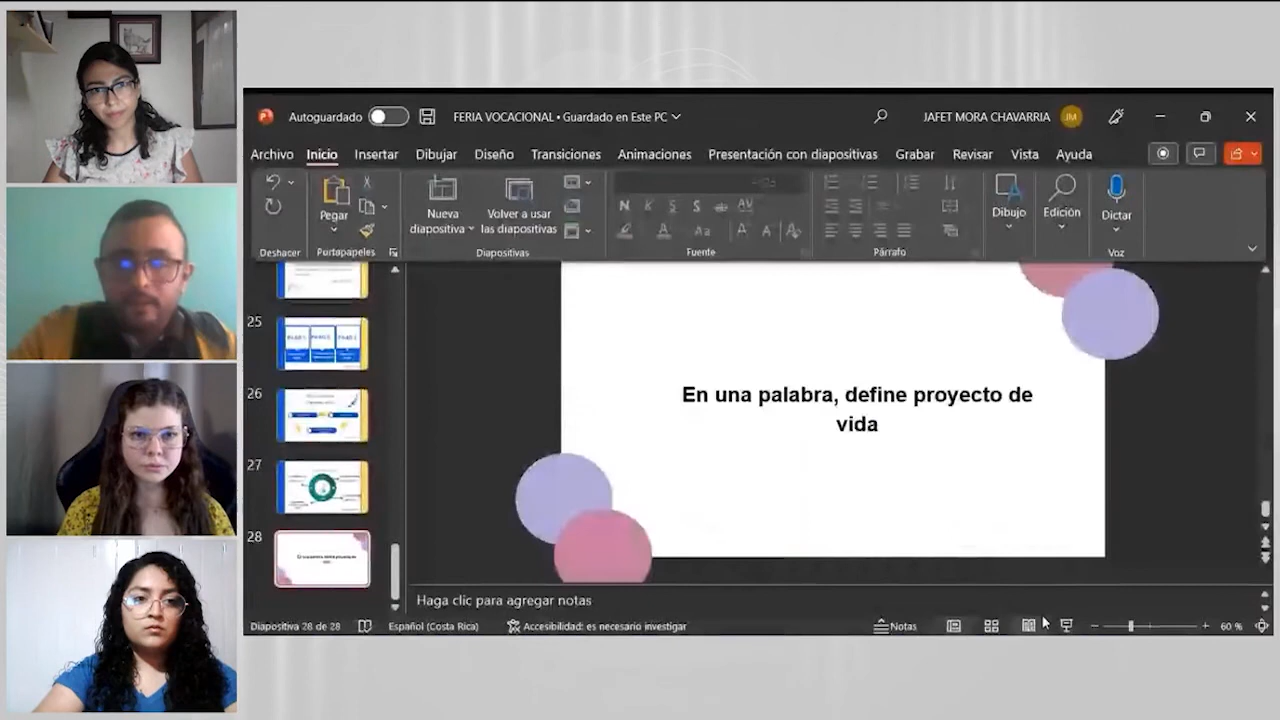 Autoguardado
FERIA VOCACIONAL • Guardado en Este PC
JAFET MORA CHAVARRIA
JM
Archivo Inicio Insertar Dibujar Diseño Transiciones Animaciones Presentación con diapositivas Grabar Revisar Vista Ayuda
Pegar
Nueva diapositiva
Volver a usar las diapositivas
N K S S ab AV
A Aa A A A
Dibujo
Edición
Dictar
Deshacer Portapapeles Diapositivas Fuente Párrafo Voz
25
26
27
28
En una palabra, define proyecto de
vida
Haga clic para agregar notas
Diapositiva 28 de 28 Español (Costa Rica) Accesibilidad: es necesario investigar Notas 60 %